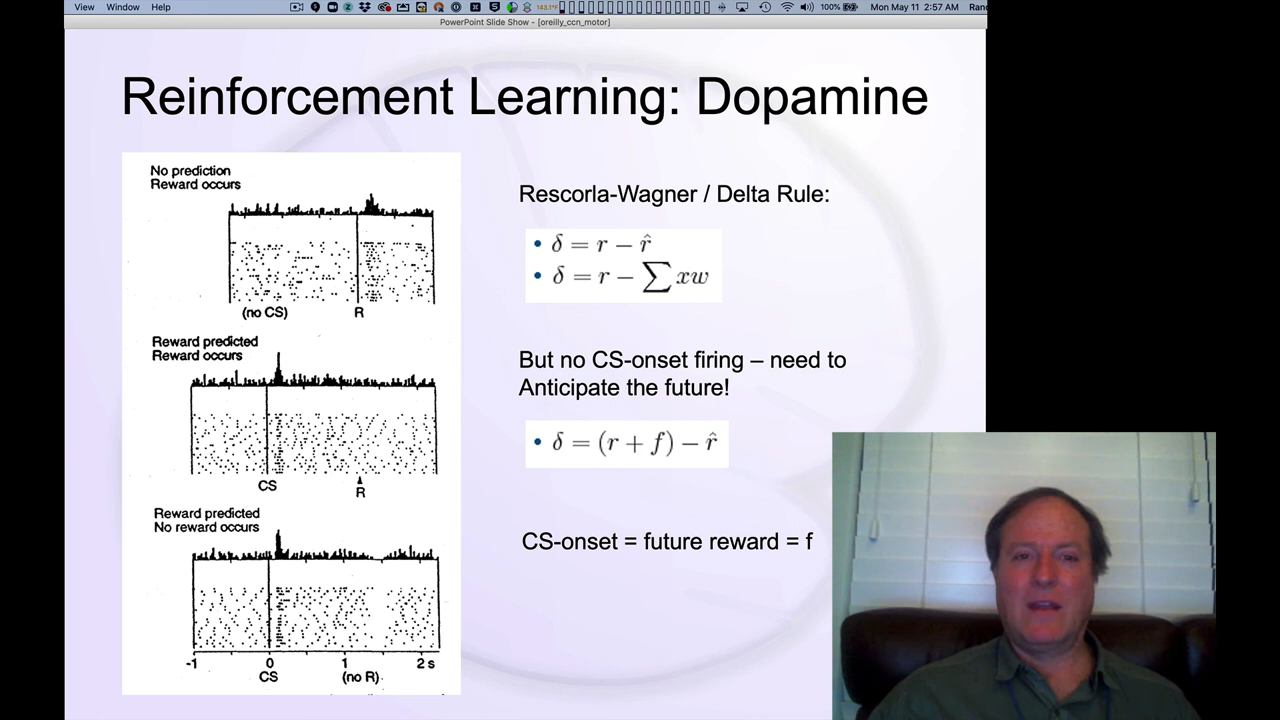 View Window Help 143.1°F 100% Mon May 11 2:57 AM
PowerPoint Slide Show - [oreilly_ccn_motor]
Reinforcement Learning: Dopamine
No prediction
Reward occurs
(no CS) R
Reward predicted
Reward occurs
CS R
Reward predicted
No reward occurs
-1 0 1 2 s
CS (no R)
Rescorla-Wagner / Delta Rule:
• δ = r − r̂
• δ = r − ∑ xw
But no CS-onset firing – need to
Anticipate the future!
• δ = (r + f) − r̂
CS-onset = future reward = f